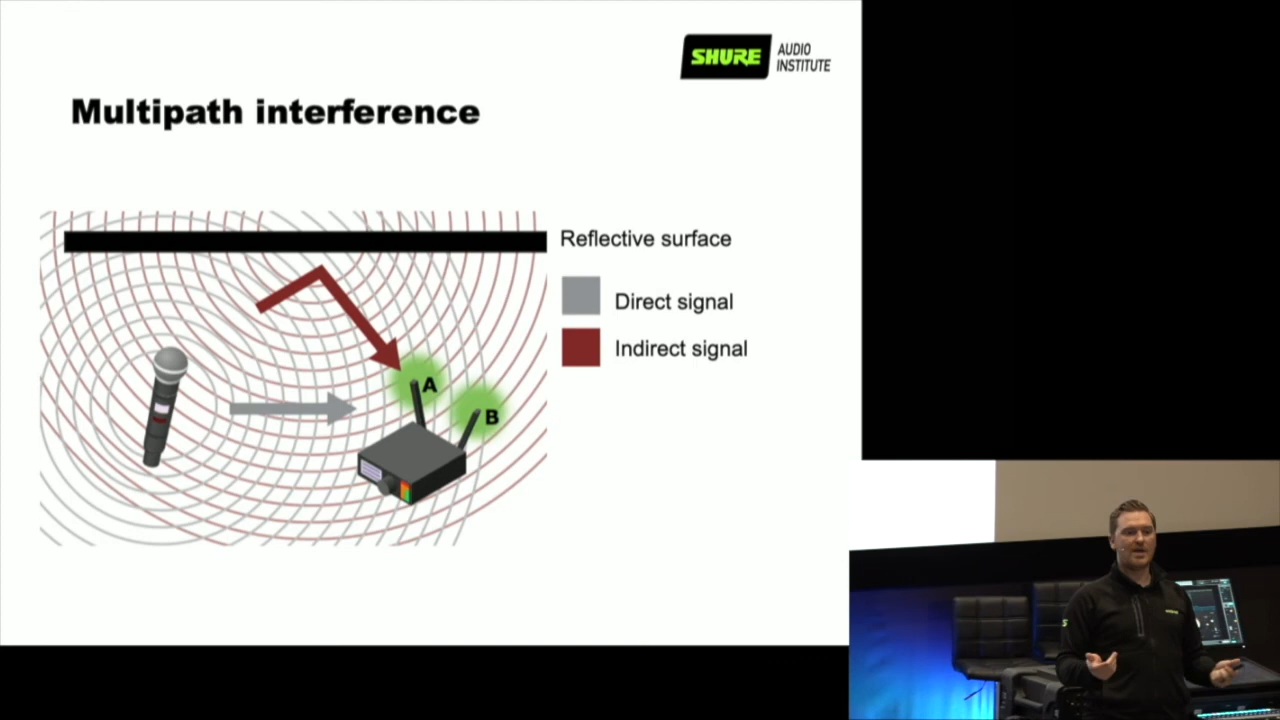 SHURE AUDIO
INSTITUTE
Multipath interference
Reflective surface
Direct signal
Indirect signal
A
B